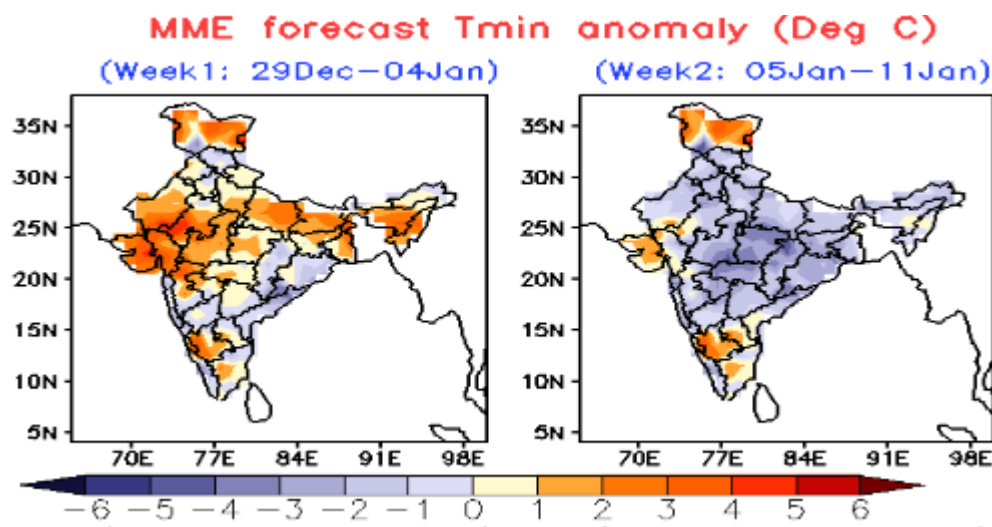 MME forecast Tmin anomaly (Deg C)
(Week1: 29Dec-04Jan)
(Week2: 05Jan-11Jan)
35N
30N
25N
20N
15N
10N
5N
70E 77E 84E 91E 98E
35N
30N
25N
20N
15N
10N
5N
70E 77E 84E 91E 98E
-6 -5 -4 -3 -2 -1 0 1 2 3 4 5 6